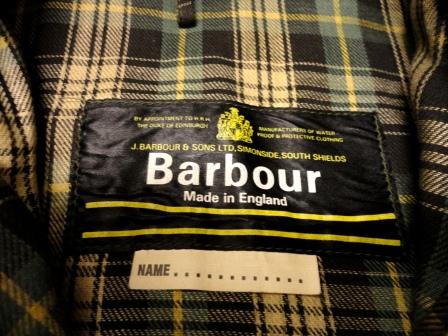 BY APPOINTMENT TO H.R.H.
THE DUKE OF EDINBURGH
MANUFACTURERS OF WATER
PROOF & PROTECTIVE CLOTHING
J. BARBOUR & SONS LTD, SIMONSIDE, SOUTH SHIELDS
Barbour
Made in England
NAME............